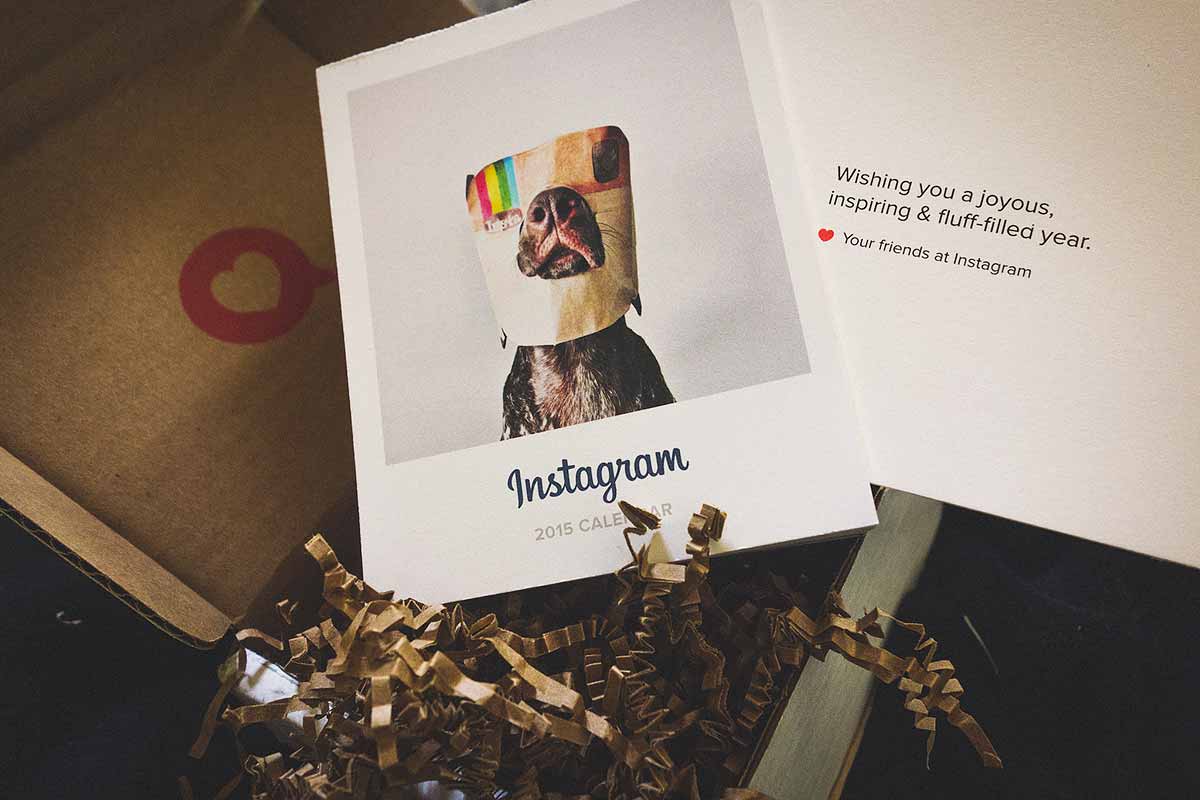 Instagram
2015 CALENDAR
Wishing you a joyous,
inspiring & fluff-filled year.
Your friends at Instagram